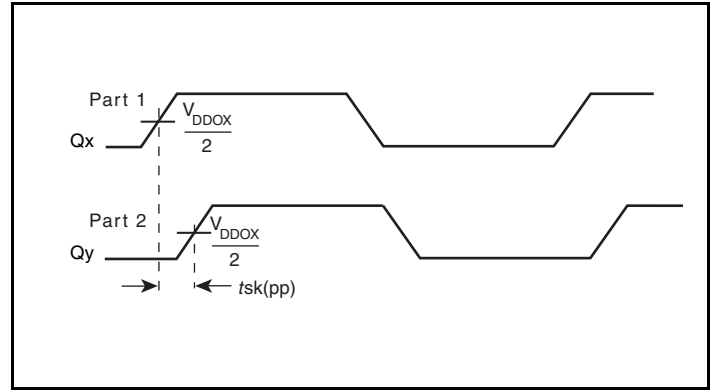 Part 1
VDDOX
2
Qx
Part 2
VDDOX
2
Qy
tsk(pp)